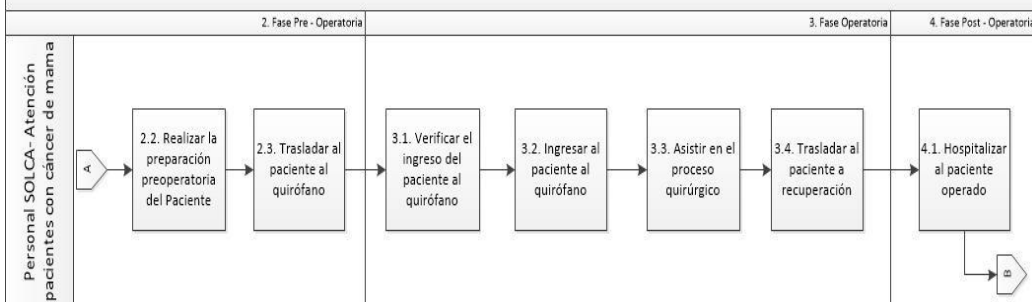 2. Fase Pre - Operatoria
3. Fase Operatoria
4. Fase Post - Operatoria
Personal SOLCA- Atención
pacientes con cáncer de mama
A
2.2. Realizar la
preparación
preoperatoria
del Paciente
2.3. Trasladar al
paciente al
quirófano
3.1. Verificar el
ingreso del
paciente al
quirófano
3.2. Ingresar al
paciente al
quirófano
3.3. Asistir en el
proceso
quirúrgico
3.4. Trasladar al
paciente a
recuperación
4.1. Hospitalizar
al paciente
operado
B